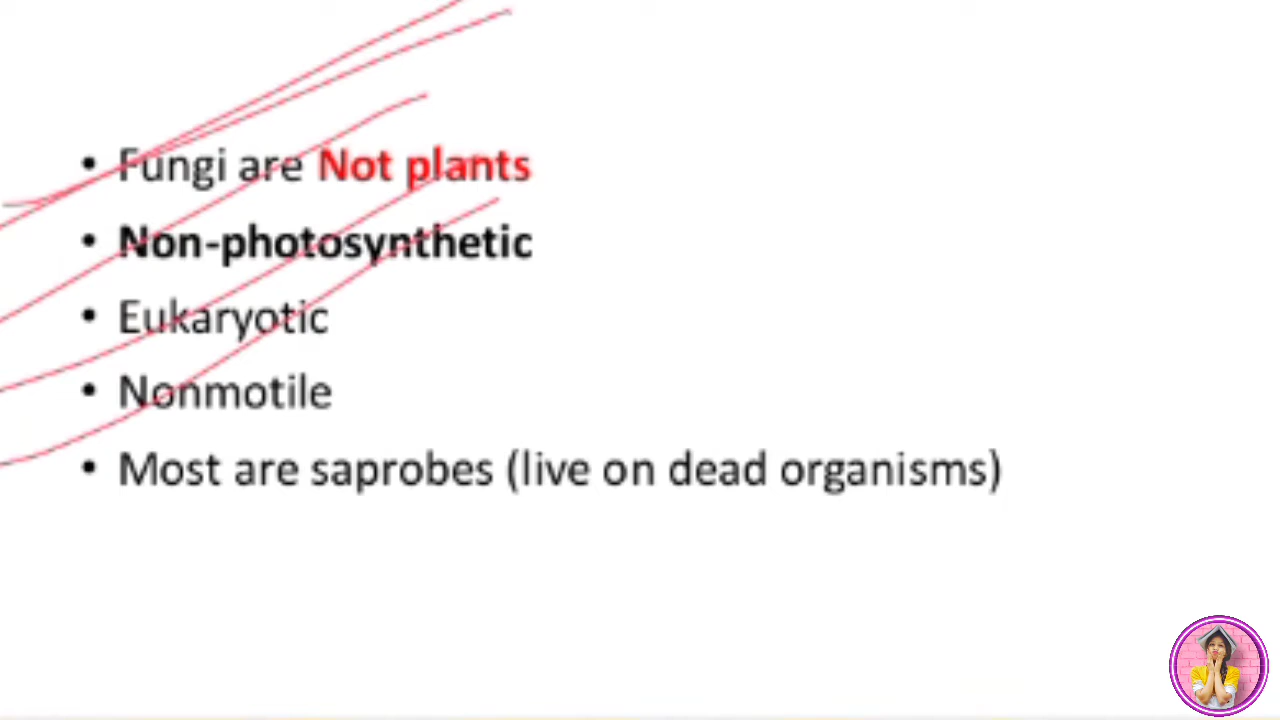 • Fungi are Not plants
• Non-photosynthetic
• Eukaryotic
• Nonmotile
• Most are saprobes (live on dead organisms)